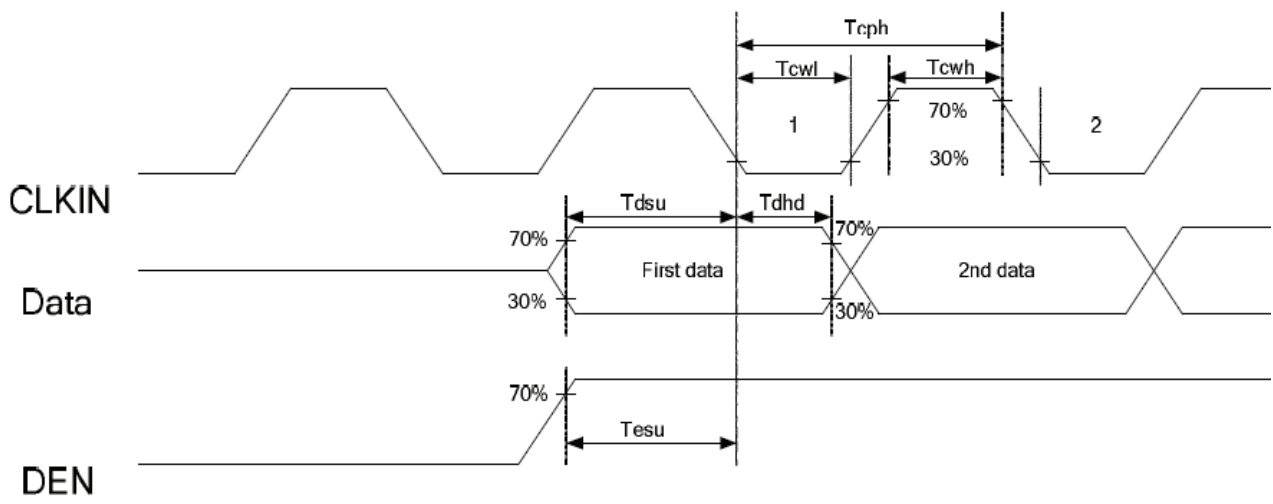 Tcph
Tcwl
Tcwh
1
70%
2
30%
CLKIN
Tdsu
Tdhd
70%
70%
First data
2nd data
Data
30%
30%
70%
Tesu
DEN